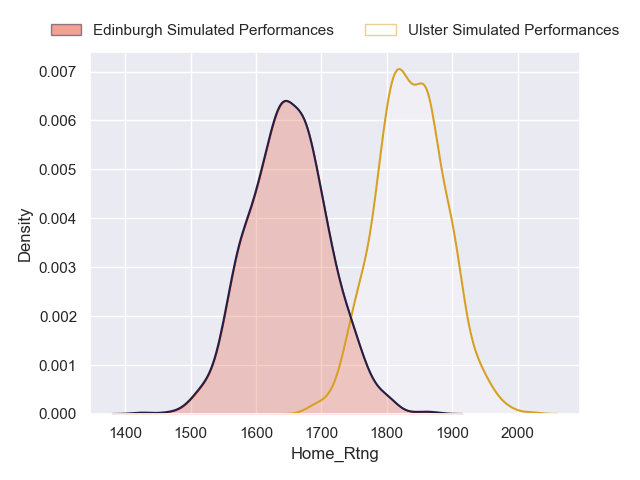 Edinburgh Simulated Performances Ulster Simulated Performances
0.007
0.006
0.005
0.004
0.003
0.002
0.001
0.000
Density
1400 1500 1600 1700 1800 1900 2000
Home_Rtng